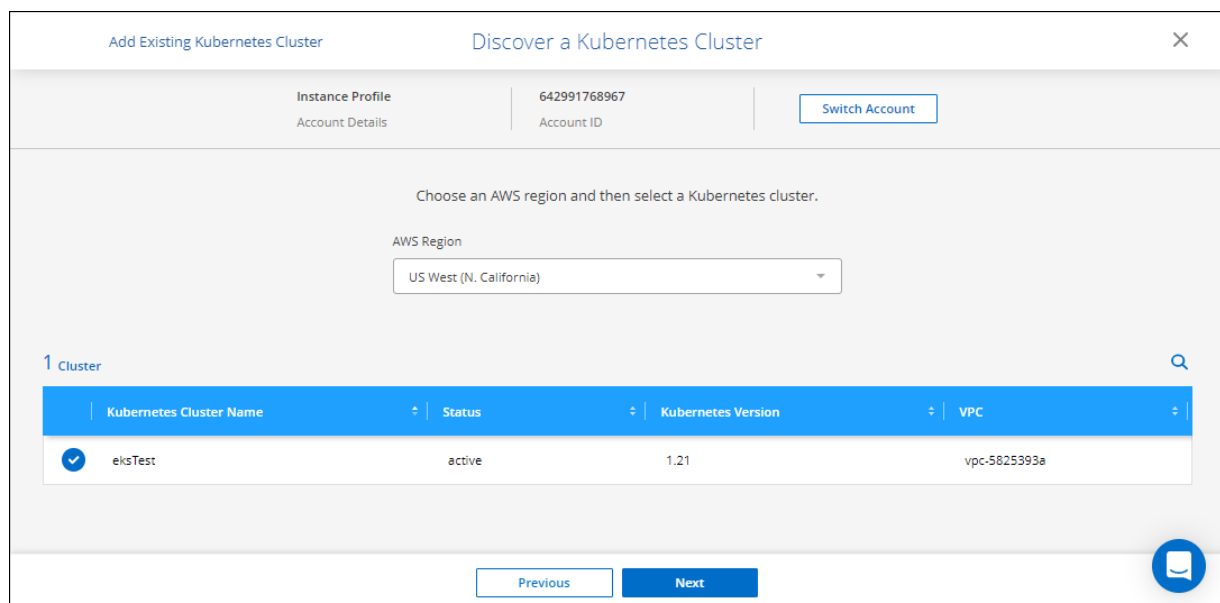 Add Existing Kubernetes Cluster
Discover a Kubernetes Cluster
Instance Profile
Account Details
642991768967
Account ID
Switch Account
Choose an AWS region and then select a Kubernetes cluster.
AWS Region
US West (N. California)
1 Cluster
Kubernetes Cluster Name Status Kubernetes Version VPC
eksTest active 1.21 vpc-5825393a
Previous Next